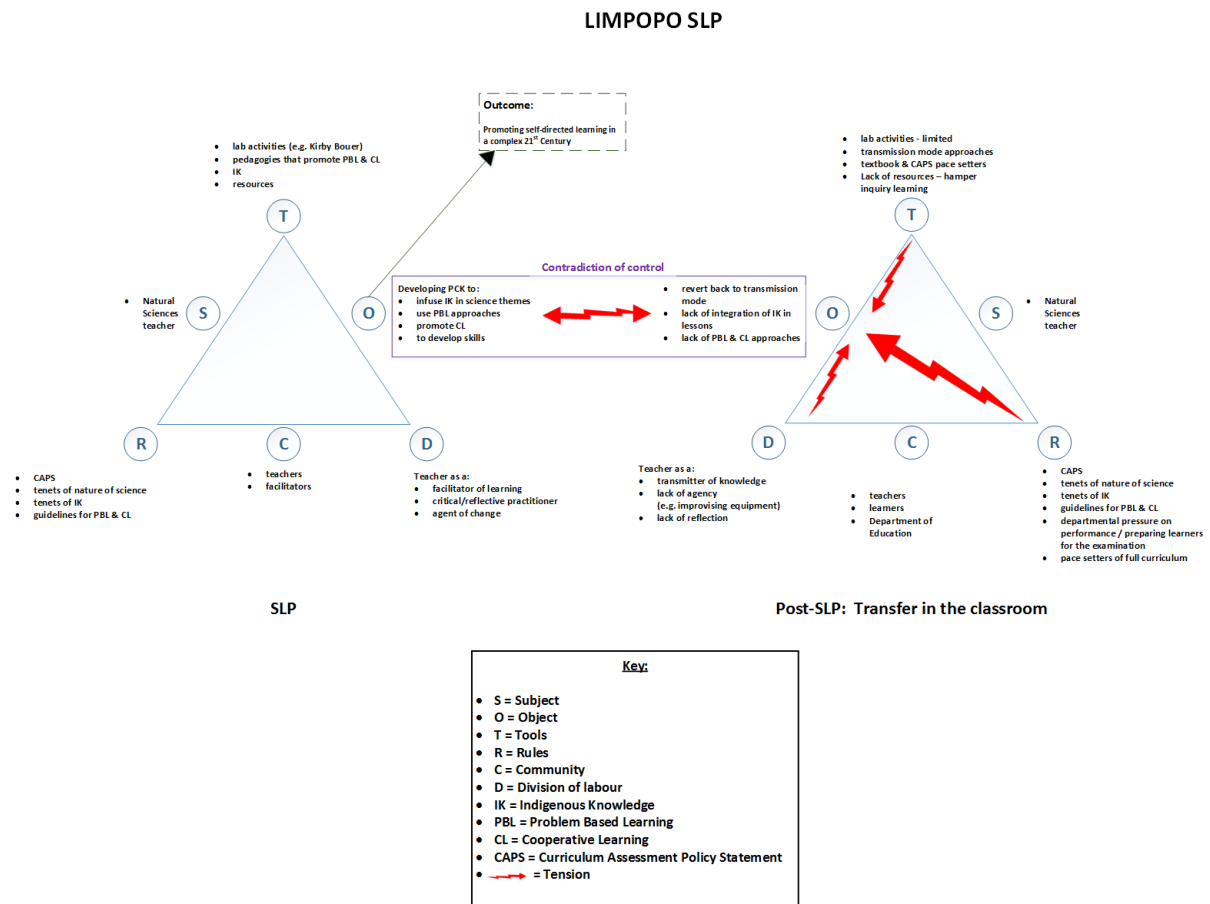 LIMPOPO SLP
Outcome:
Promoting self-directed learning in
a complex 21st Century
• lab activities (e.g. Kirby Bouer)
• pedagogies that promote PBL & CL
• IK
• resources
T
• Natural
Sciences
teacher
S
O
R
C
D
• CAPS
• tenets of nature of science
• tenets of IK
• guidelines for PBL & CL
• teachers
• facilitators
Teacher as a:
• facilitator of learning
• critical/reflective practitioner
• agent of change
SLP
Contradiction of control
Developing PCK to:
• infuse IK in science themes
• use PBL approaches
• promote CL
• to develop skills
• revert back to transmission
mode
• lack of integration of IK in
lessons
• lack of PBL & CL approaches
• lab activities - limited
• transmission mode approaches
• textbook & CAPS pace setters
• Lack of resources – hamper
inquiry learning
T
O
S
• Natural
Sciences
teacher
D
C
R
Teacher as a:
• transmitter of knowledge
• lack of agency
(e.g. improvising equipment)
• lack of reflection
• teachers
• learners
• Department of
Education
• CAPS
• tenets of nature of science
• tenets of IK
• guidelines for PBL & CL
• departmental pressure on
performance / preparing learners
for the examination
• pace setters of full curriculum
Post-SLP: Transfer in the classroom
Key:
• S = Subject
• O = Object
• T = Tools
• R = Rules
• C = Community
• D = Division of labour
• IK = Indigenous Knowledge
• PBL = Problem Based Learning
• CL = Cooperative Learning
• CAPS = Curriculum Assessment Policy Statement
• = Tension